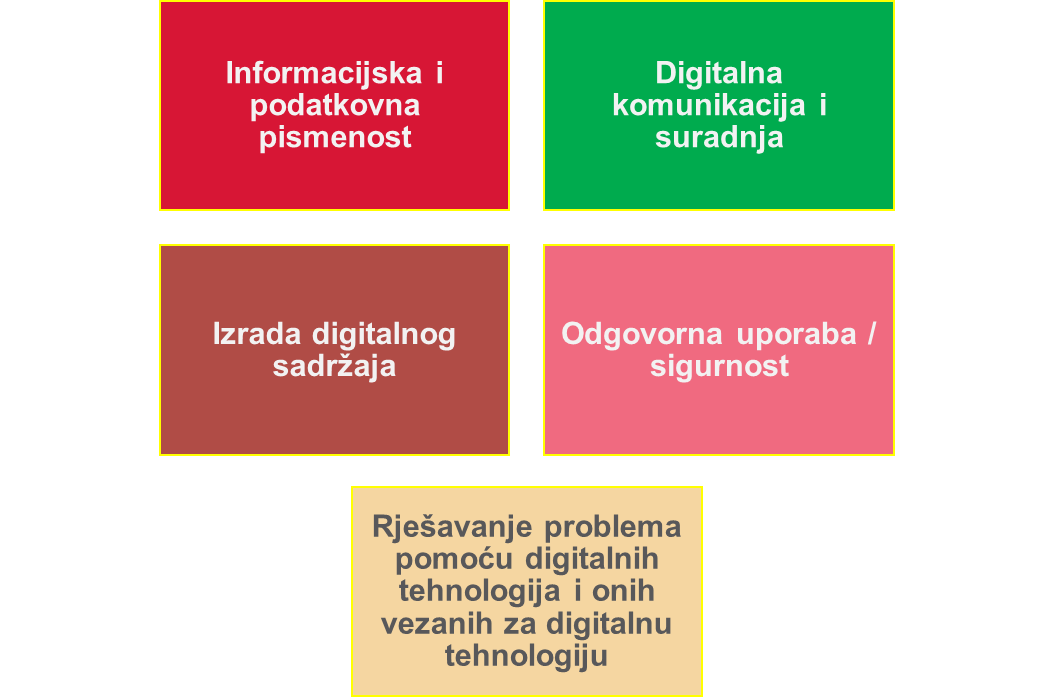 Informacijska i
podatkovna
pismenost
Digitalna
komunikacija i
suradnja
Izrada digitalnog
sadržaja
Odgovorna uporaba /
sigurnost
Rješavanje problema
pomoću digitalnih
tehnologija i onih
vezanih za digitalnu
tehnologiju